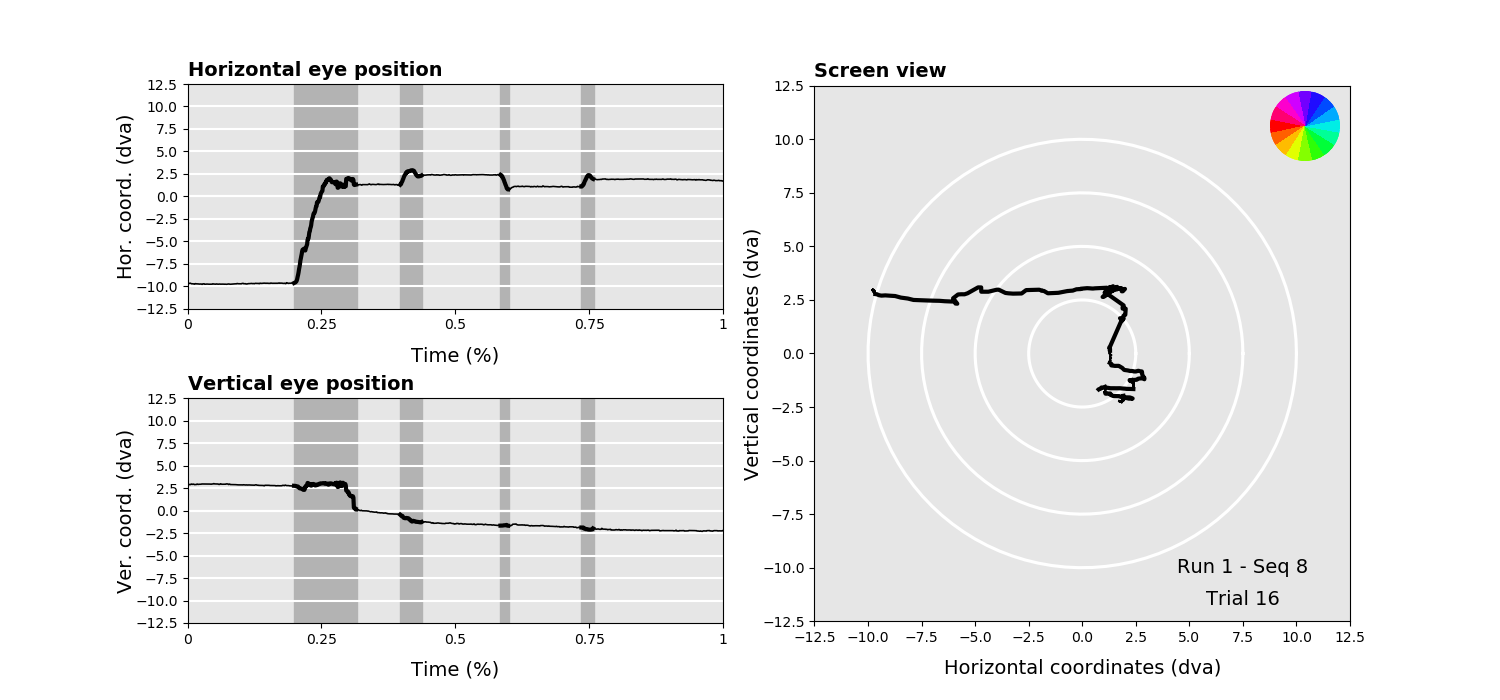 Horizontal eye position
Hor. coord. (dva)
12.5
10.0
7.5
5.0
2.5
0.0
−2.5
−5.0
−7.5
−10.0
−12.5
0 0.25 0.5 0.75 1
Time (%)
Vertical eye position
Ver. coord. (dva)
12.5
10.0
7.5
5.0
2.5
0.0
−2.5
−5.0
−7.5
−10.0
−12.5
0 0.25 0.5 0.75 1
Time (%)
Screen view
Vertical coordinates (dva)
12.5
10.0
7.5
5.0
2.5
0.0
−2.5
−5.0
−7.5
−10.0
−12.5
Run 1 - Seq 8
Trial 16
−12.5 −10.0 −7.5 −5.0 −2.5 0.0 2.5 5.0 7.5 10.0 12.5
Horizontal coordinates (dva)